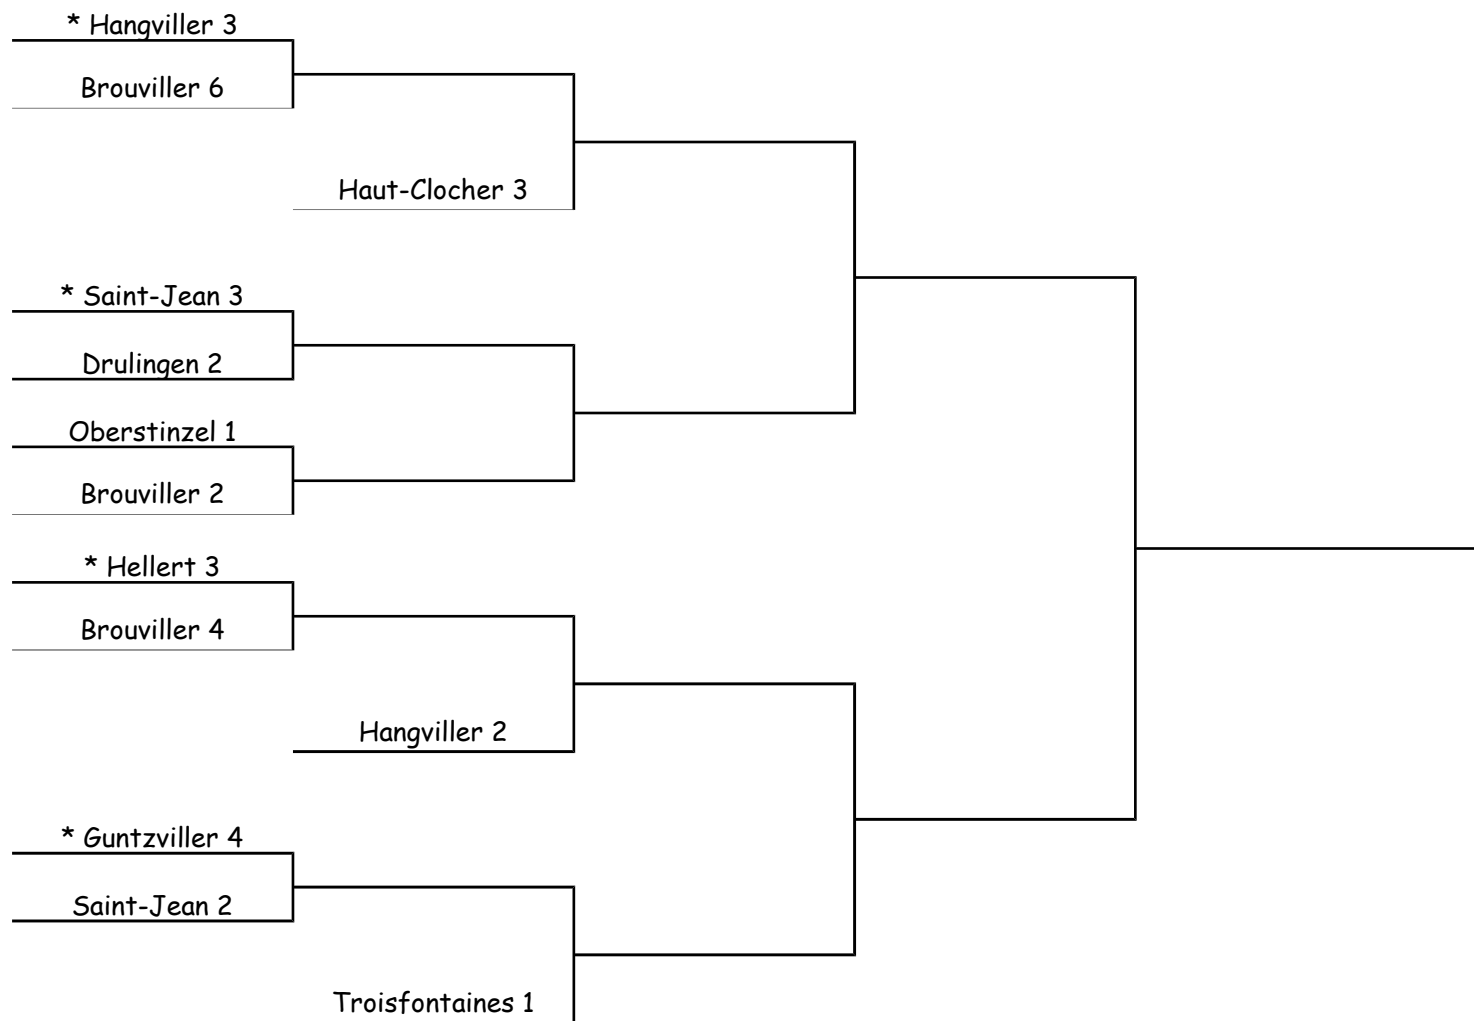 * Hangviller 3
Brouviller 6
Haut-Clocher 3
* Saint-Jean 3
Drulingen 2
Oberstinzel 1
Brouviller 2
* Hellert 3
Brouviller 4
Hangviller 2
* Guntzviller 4
Saint-Jean 2
Troisfontaines 1